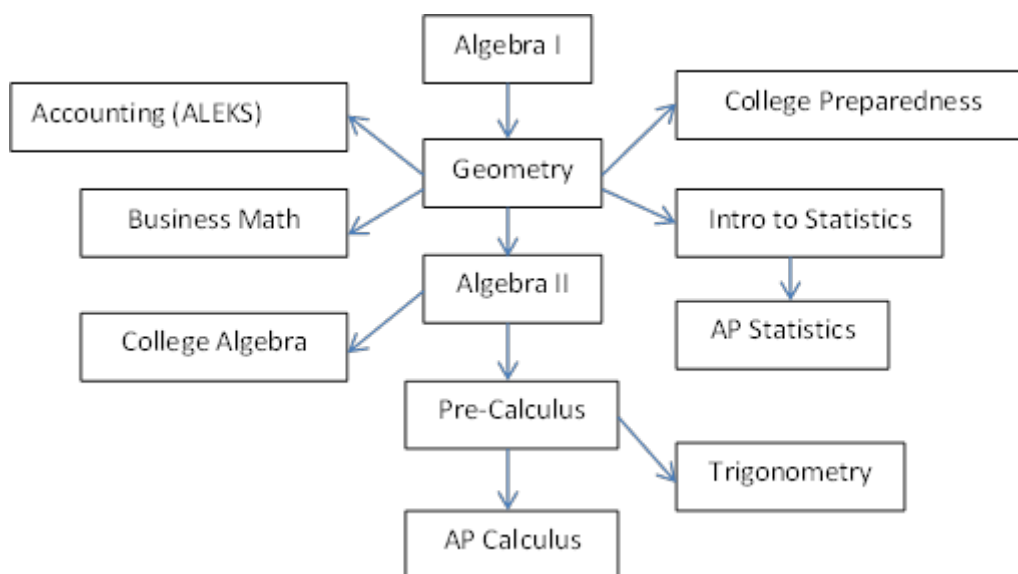 Algebra I
Accounting (ALEKS)
College Preparedness
Geometry
Business Math
Intro to Statistics
Algebra II
College Algebra
AP Statistics
Pre-Calculus
Trigonometry
AP Calculus